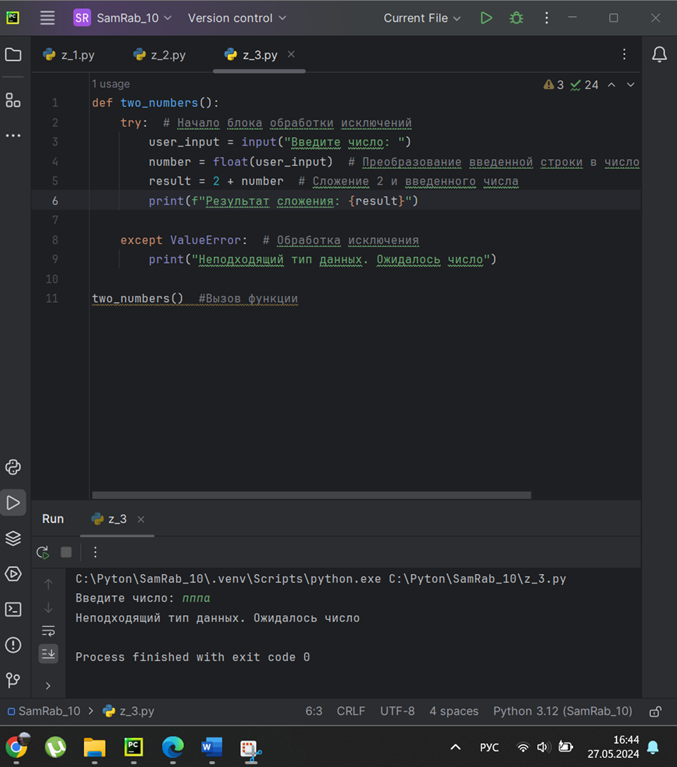 PC SR SamRab_10 Version control Current File
z_1.py z_2.py z_3.py
1 usage 3 24
1 def two_numbers():
2 try: # Начало блока обработки исключений
3 user_input = input("Введите число: ")
4 number = float(user_input) # Преобразование введенной строки в число
5 result = 2 + number # Сложение 2 и введенного числа
6 print(f"Результат сложения: {result}")
7
8 except ValueError: # Обработка исключения
9 print("Неподходящий тип данных. Ожидалось число")
10
11 two_numbers() #Вызов функции
Run z_3
C:\Pyton\SamRab_10\.venv\Scripts\python.exe C:\Pyton\SamRab_10\z_3.py
Введите число: пппа
Неподходящий тип данных. Ожидалось число
Process finished with exit code 0
SamRab_10 z_3.py 6:3 CRLF UTF-8 4 spaces Python 3.12 (SamRab_10)
PC W РУС 16:44
27.05.2024